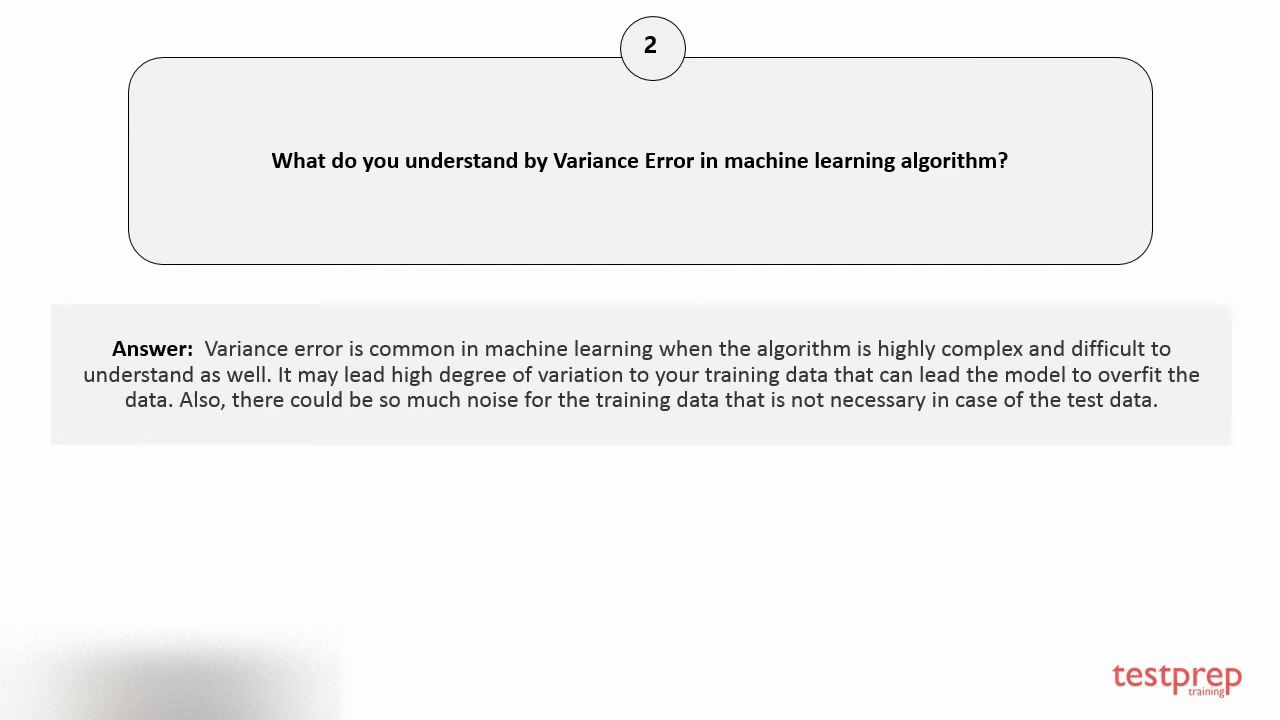 2
What do you understand by Variance Error in machine learning algorithm?
Answer: Variance error is common in machine learning when the algorithm is highly complex and difficult to
understand as well. It may lead high degree of variation to your training data that can lead the model to overfit the
data. Also, there could be so much noise for the training data that is not necessary in case of the test data.
testprep
training